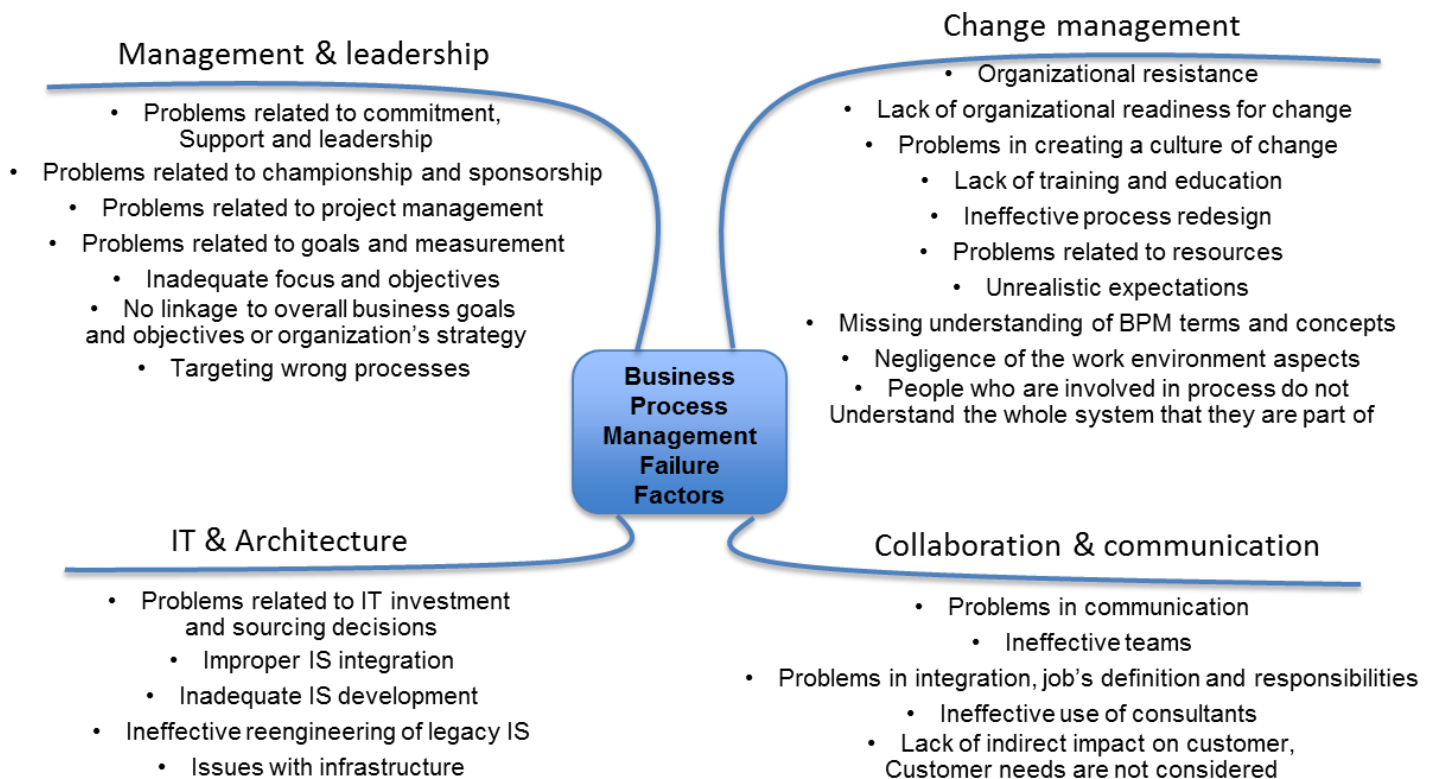 Management & leadership
• Problems related to commitment,
Support and leadership
• Problems related to championship and sponsorship
• Problems related to project management
• Problems related to goals and measurement
• Inadequate focus and objectives
• No linkage to overall business goals
and objectives or organization's strategy
• Targeting wrong processes
Change management
• Organizational resistance
• Lack of organizational readiness for change
• Problems in creating a culture of change
• Lack of training and education
• Ineffective process redesign
• Problems related to resources
• Unrealistic expectations
• Missing understanding of BPM terms and concepts
• Negligence of the work environment aspects
• People who are involved in process do not
Understand the whole system that they are part of
Business
Process
Management
Failure
Factors
IT & Architecture
• Problems related to IT investment
and sourcing decisions
• Improper IS integration
• Inadequate IS development
• Ineffective reengineering of legacy IS
• Issues with infrastructure
Collaboration & communication
• Problems in communication
• Ineffective teams
• Problems in integration, job's definition and responsibilities
• Ineffective use of consultants
• Lack of indirect impact on customer,
Customer needs are not considered